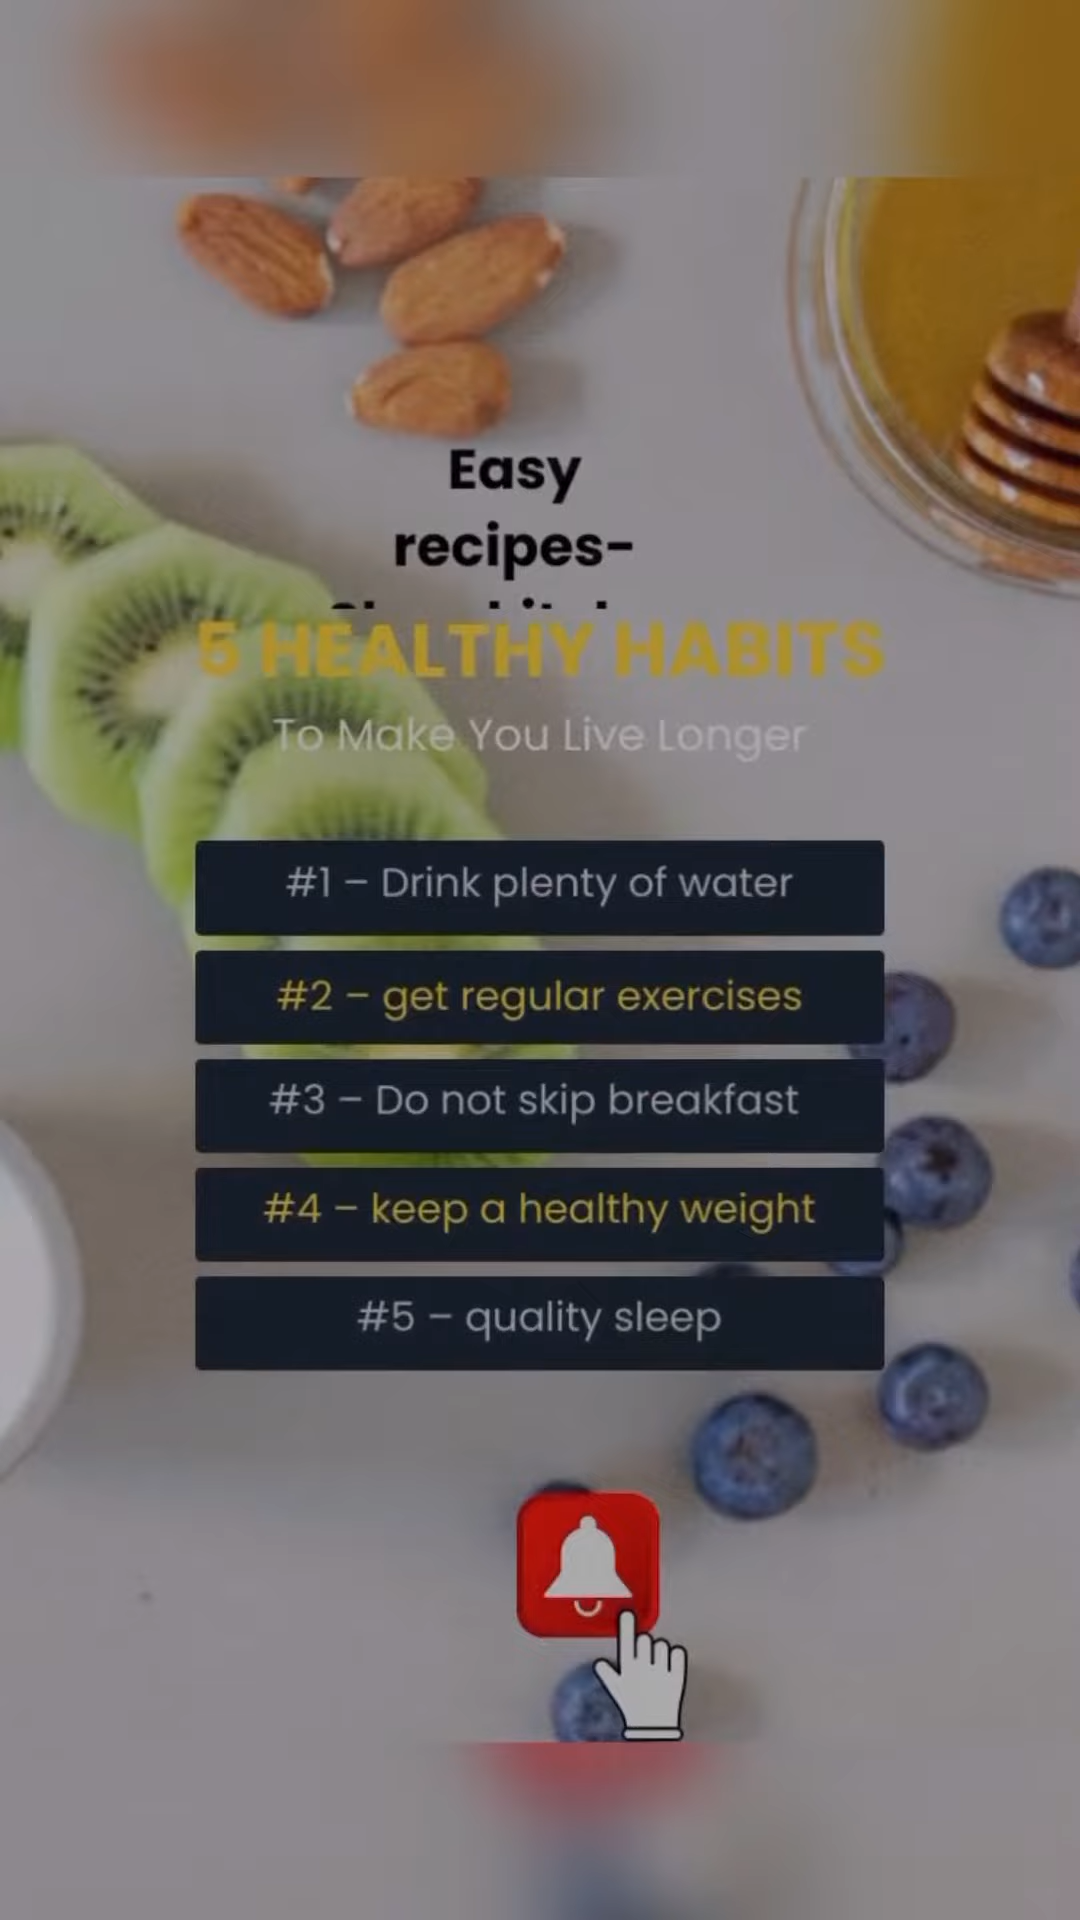 Easy
recipes-
5 HEALTHY HABITS
To Make You Live Longer
#1 – Drink plenty of water
#2 – get regular exercises
#3 – Do not skip breakfast
#4 – keep a healthy weight
#5 – quality sleep